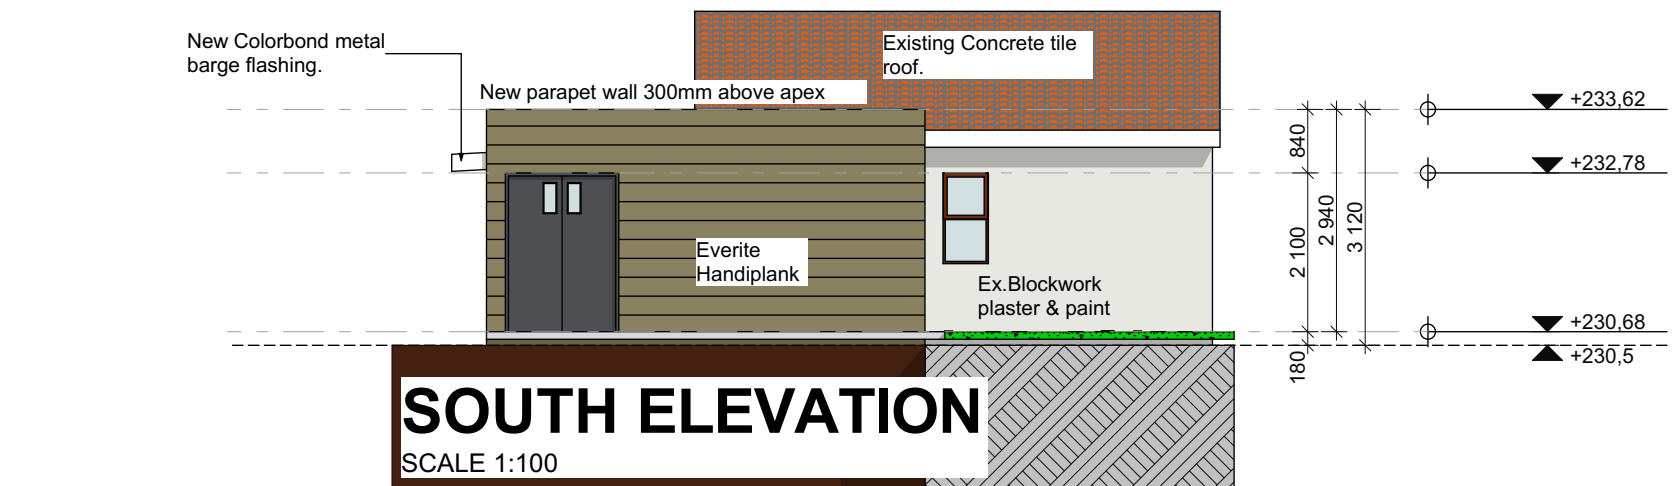 New Colorbond metal
barge flashing.
Existing Concrete tile
roof.
New parapet wall 300mm above apex
+233,62
840
+232,78
2 100
2 940
3 120
Everite
Handiplank
Ex.Blockwork
plaster & paint
+230,68
+230,5
180
SOUTH ELEVATION
SCALE 1:100